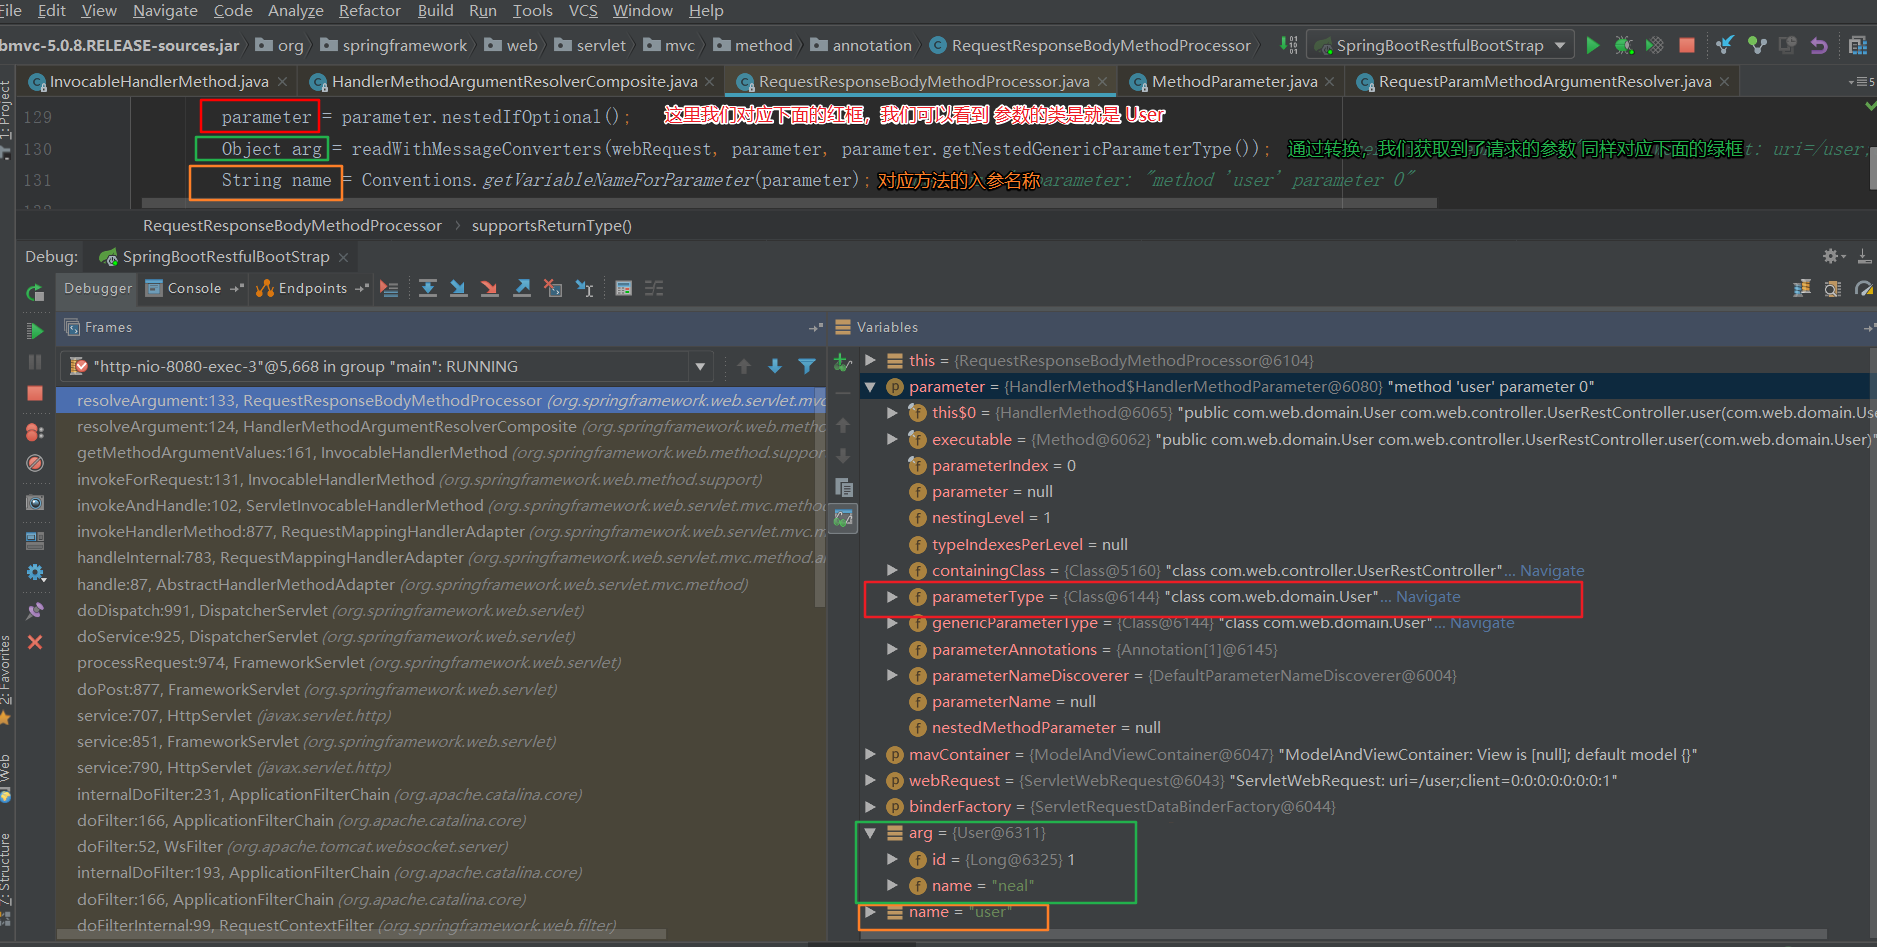 File Edit View Navigate Code Analyze Refactor Build Run Tools VCS Window Help
bmvc-5.0.8.RELEASE-sources.jar org springframework web servlet mvc method annotation RequestResponseBodyMethodProcessor SpringBootRestfulBootStrap
InvocableHandlerMethod.java HandlerMethodArgumentResolverComposite.java RequestResponseBodyMethodProcessor.java MethodParameter.java RequestParamMethodArgumentResolver.java
129 parameter = parameter.nestedIfOptional(); 这里我们对应下面的红框，我们可以看到 参数的类是就是 User
130 Object arg = readWithMessageConverters(webRequest, parameter, parameter.getNestedGenericParameterType()); 通过转换，我们获取到了请求的参数 同样对应下面的绿框 t: uri=/user,
131 String name = Conventions.getVariableNameForParameter(parameter); 对应方法的入参名称 parameter: "method 'user' parameter 0"
RequestResponseBodyMethodProcessor › supportsReturnType()
Debug: SpringBootRestfulBootStrap
Debugger Console Endpoints
Frames
"http-nio-8080-exec-3"@5,668 in group "main": RUNNING
resolveArgument:133, RequestResponseBodyMethodProcessor (org.springframework.web.servlet.mvc
resolveArgument:124, HandlerMethodArgumentResolverComposite (org.springframework.web.metho
getMethodArgumentValues:161, InvocableHandlerMethod (org.springframework.web.method.support
invokeForRequest:131, InvocableHandlerMethod (org.springframework.web.method.support)
invokeAndHandle:102, ServletInvocableHandlerMethod (org.springframework.web.servlet.mvc.metho
invokeHandlerMethod:877, RequestMappingHandlerAdapter (org.springframework.web.servlet.mvc.m
handleInternal:783, RequestMappingHandlerAdapter (org.springframework.web.servlet.mvc.method.a
handle:87, AbstractHandlerMethodAdapter (org.springframework.web.servlet.mvc.method)
doDispatch:991, DispatcherServlet (org.springframework.web.servlet)
doService:925, DispatcherServlet (org.springframework.web.servlet)
processRequest:974, FrameworkServlet (org.springframework.web.servlet)
doPost:877, FrameworkServlet (org.springframework.web.servlet)
service:707, HttpServlet (javax.servlet.http)
service:851, FrameworkServlet (org.springframework.web.servlet)
service:790, HttpServlet (javax.servlet.http)
internalDoFilter:231, ApplicationFilterChain (org.apache.catalina.core)
doFilter:166, ApplicationFilterChain (org.apache.catalina.core)
doFilter:52, WsFilter (org.apache.tomcat.websocket.server)
internalDoFilter:193, ApplicationFilterChain (org.apache.catalina.core)
doFilter:166, ApplicationFilterChain (org.apache.catalina.core)
doFilterInternal:99, RequestContextFilter (org.springframework.web.filter)
Variables
this = {RequestResponseBodyMethodProcessor@6104}
parameter = {HandlerMethod$HandlerMethodParameter@6080} "method 'user' parameter 0"
this$0 = {HandlerMethod@6065} "public com.web.domain.User com.web.controller.UserRestController.user(com.web.domain.Use
executable = {Method@6062} "public com.web.domain.User com.web.controller.UserRestController.user(com.web.domain.User)"
parameterIndex = 0
parameter = null
nestingLevel = 1
typeIndexesPerLevel = null
containingClass = {Class@5160} "class com.web.controller.UserRestController"... Navigate
parameterType = {Class@6144} "class com.web.domain.User"... Navigate
genericParameterType = {Class@6144} "class com.web.domain.User"... Navigate
parameterAnnotations = {Annotation[1]@6145}
parameterNameDiscoverer = {DefaultParameterNameDiscoverer@6004}
parameterName = null
nestedMethodParameter = null
mavContainer = {ModelAndViewContainer@6047} "ModelAndViewContainer: View is [null]; default model {}"
webRequest = {ServletWebRequest@6043} "ServletWebRequest: uri=/user;client=0:0:0:0:0:0:0:1"
binderFactory = {ServletRequestDataBinderFactory@6044}
arg = {User@6311}
id = {Long@6325} 1
name = "neal"
name = "user"
1: Project
2: Favorites
Web
7: Structure